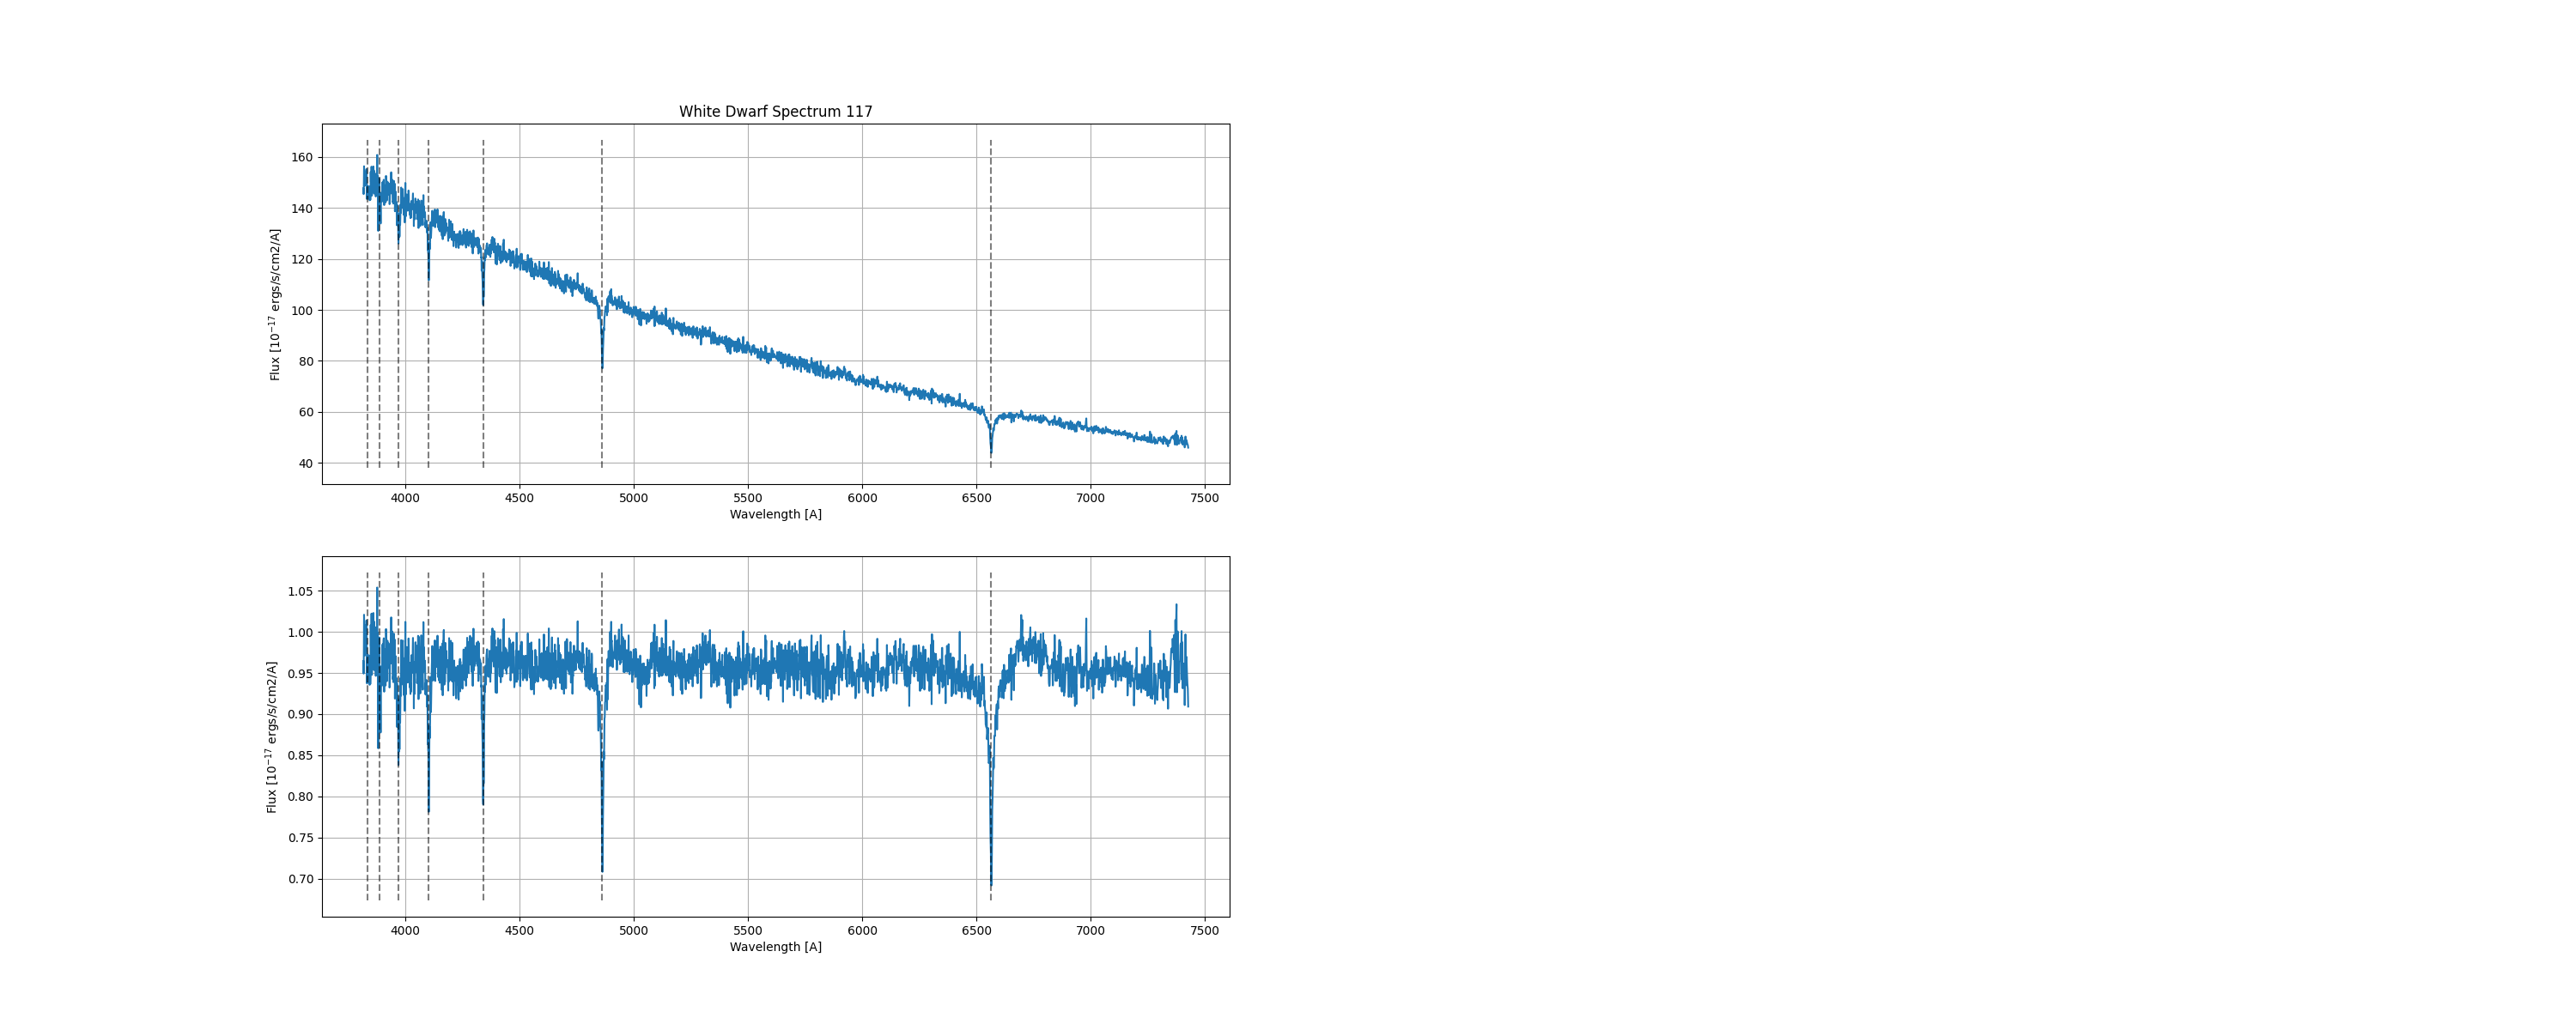 White Dwarf Spectrum 117
Flux [10⁻¹⁷ ergs/s/cm2/A]
160
140
120
100
80
60
40
4000 4500 5000 5500 6000 6500 7000 7500
Wavelength [A]
Flux [10⁻¹⁷ ergs/s/cm2/A]
1.05
1.00
0.95
0.90
0.85
0.80
0.75
0.70
4000 4500 5000 5500 6000 6500 7000 7500
Wavelength [A]